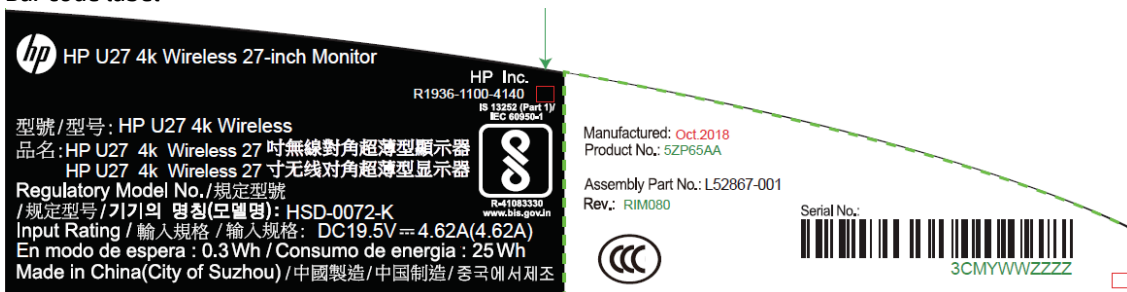 hp HP U27 4k Wireless 27-inch Monitor
HP Inc.
R1936-1100-4140
IS 13252 (Part 1)/
IEC 60950-1
型號/型号: HP U27 4k Wireless
品名:HP U27 4k Wireless 27 吋無線對角超薄型顯示器
HP U27 4k Wireless 27 寸无线对角超薄型显示器
R-41083330
www.bis.gov.in
Regulatory Model No./規定型號
/规定型号/기기의 명칭(모델명): HSD-0072-K
Input Rating / 輸入規格 / 输入规格: DC19.5V⎓4.62A(4.62A)
En modo de espera : 0.3Wh / Consumo de energia : 25Wh
Made in China(City of Suzhou) /中國製造/中国制造/중국에서제조
Manufactured: Oct.2018
Product No.: 5ZP65AA
Assembly Part No.: L52867-001
Rev.: RIM080
CCC
Serial No.:
3CMYWWZZZZ